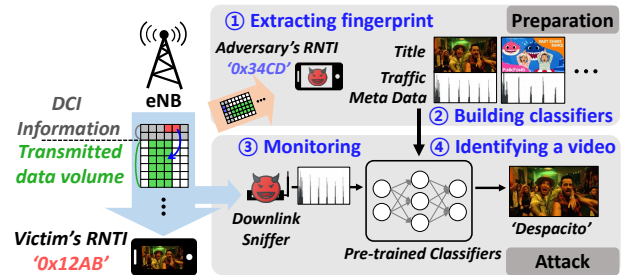 ① Extracting fingerprint
Preparation
Adversary's RNTI
'0x34CD'
Title
Traffic
Meta Data
...
eNB
DCI
Information
Transmitted
data volume
② Building classifiers
③ Monitoring
④ Identifying a video
Downlink
Sniffer
Pre-trained Classifiers
'Despacito'
Attack
Victim's RNTI
'0x12AB'